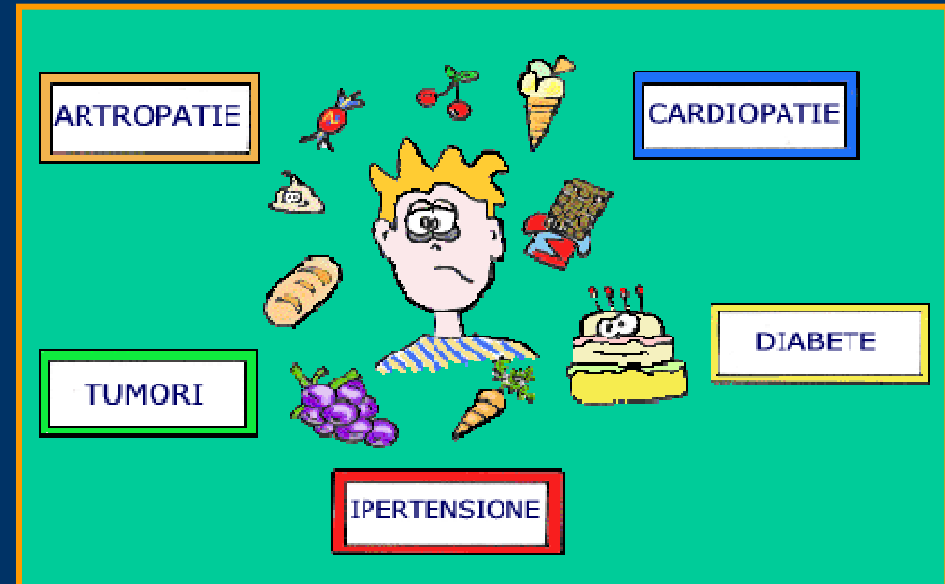 ARTROPATIE
CARDIOPATIE
DIABETE
TUMORI
IPERTENSIONE